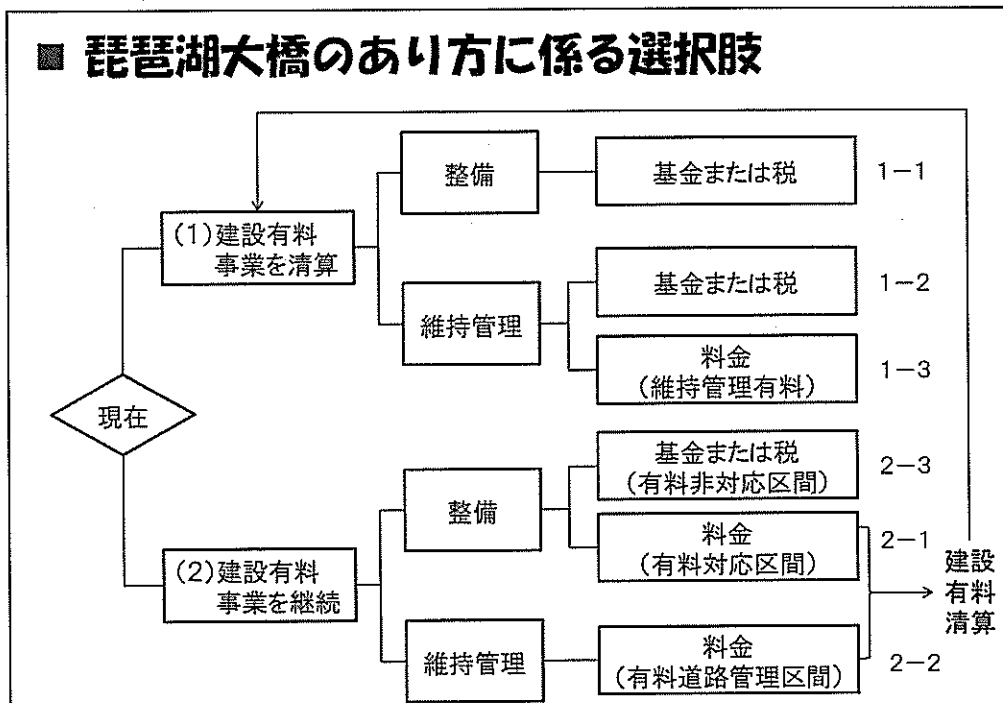 ■ 琵琶湖大橋のあり方に係る選択肢
現在
(1)建設有料
事業を清算
整備
基金または税
1－1
維持管理
基金または税
1－2
料金
(維持管理有料)
1－3
(2)建設有料
事業を継続
整備
基金または税
(有料非対応区間)
2－3
料金
(有料対応区間)
2－1
維持管理
料金
(有料道路管理区間)
2－2
建設
有料
清算